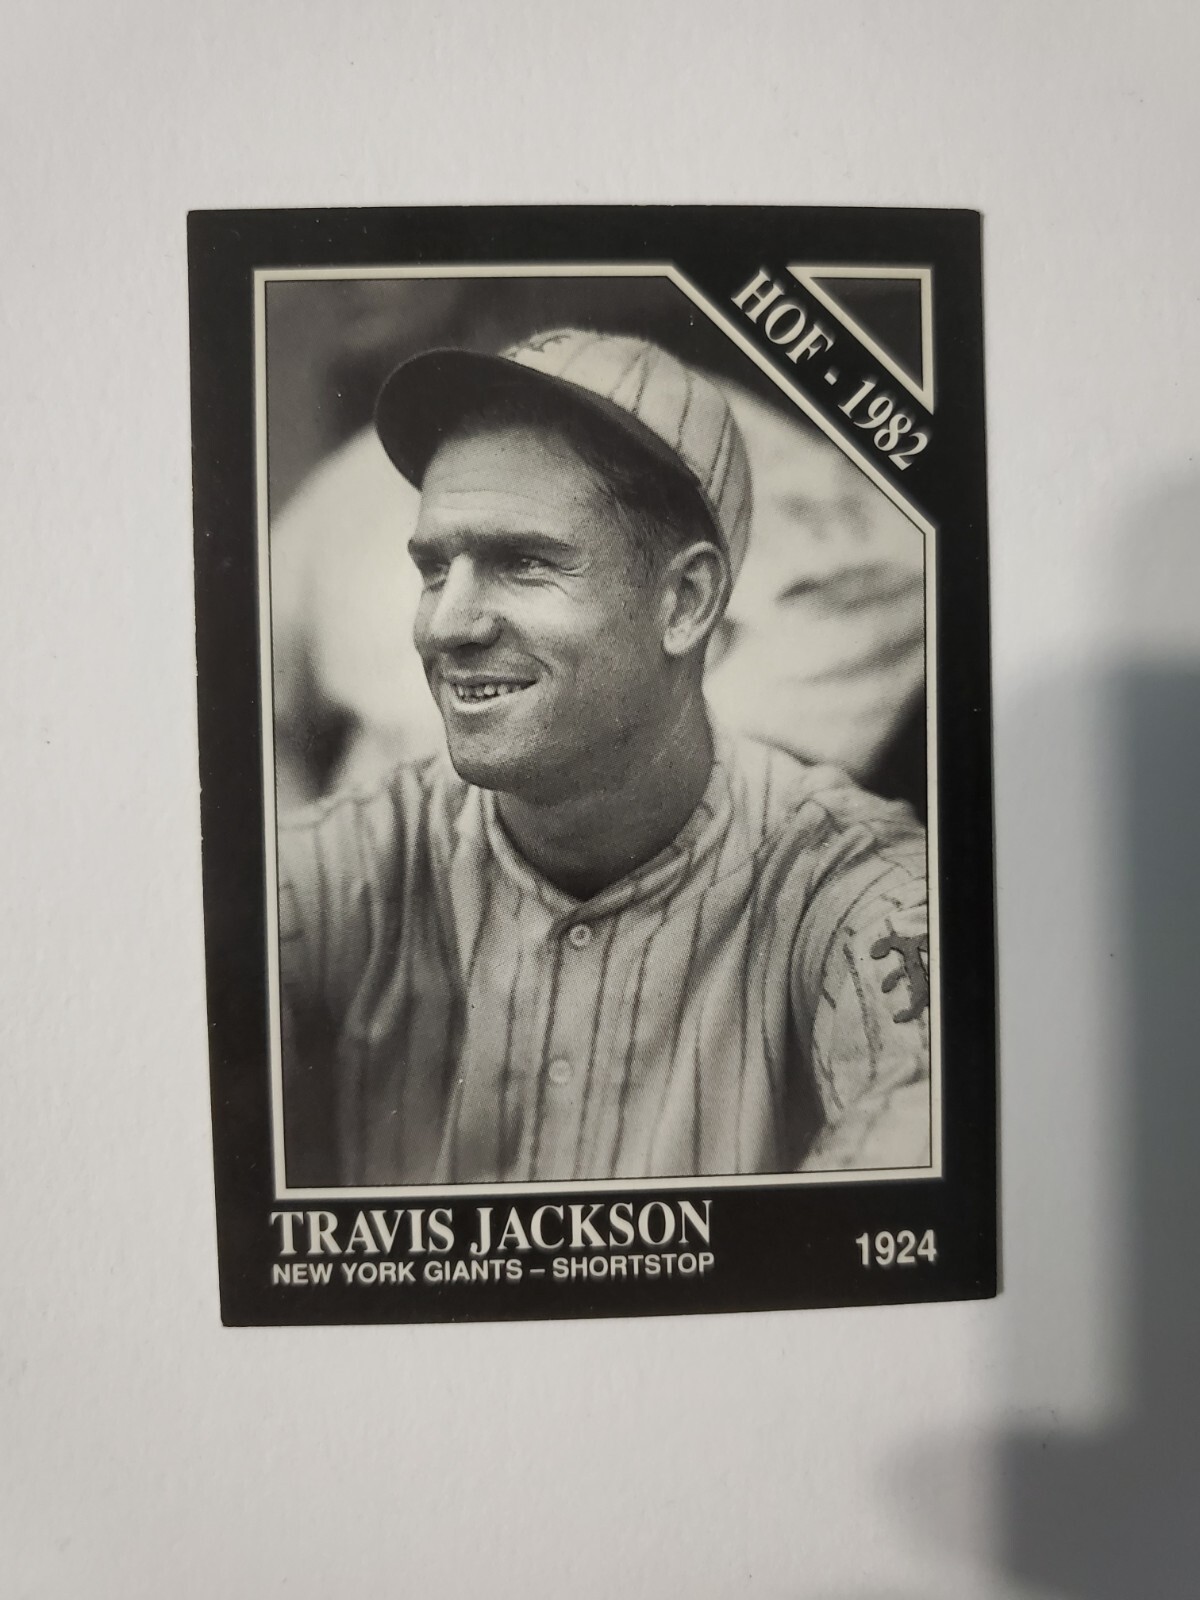 HOF - 1982
TRAVIS JACKSON
NEW YORK GIANTS – SHORTSTOP
1924